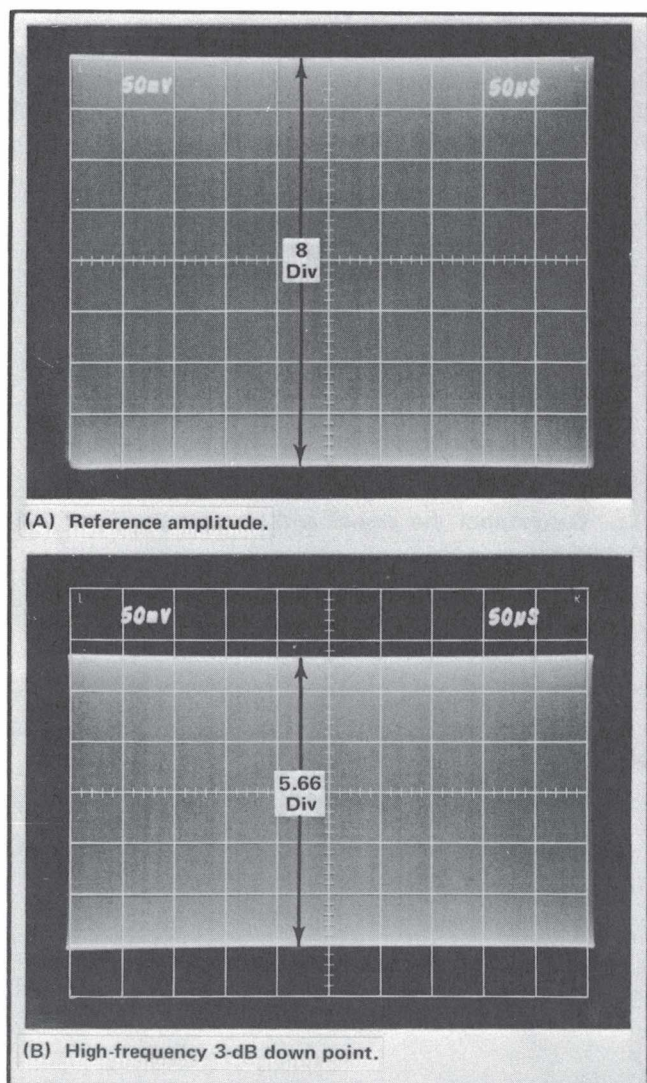 50mV 50µS
8
Div
(A) Reference amplitude.
50mV 50µS
5.66
Div
(B) High-frequency 3-dB down point.